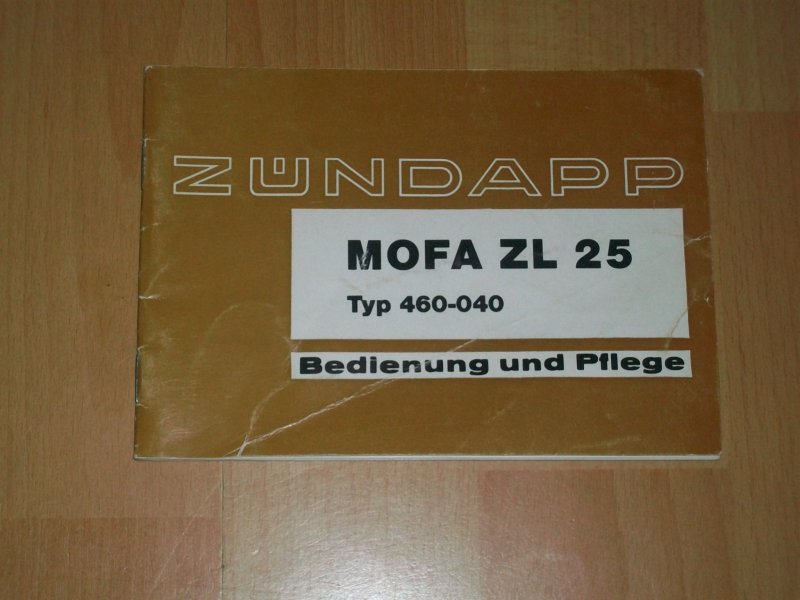 ZÜNDAPP
MOFA ZL 25
Typ 460-040
Bedienung und Pflege